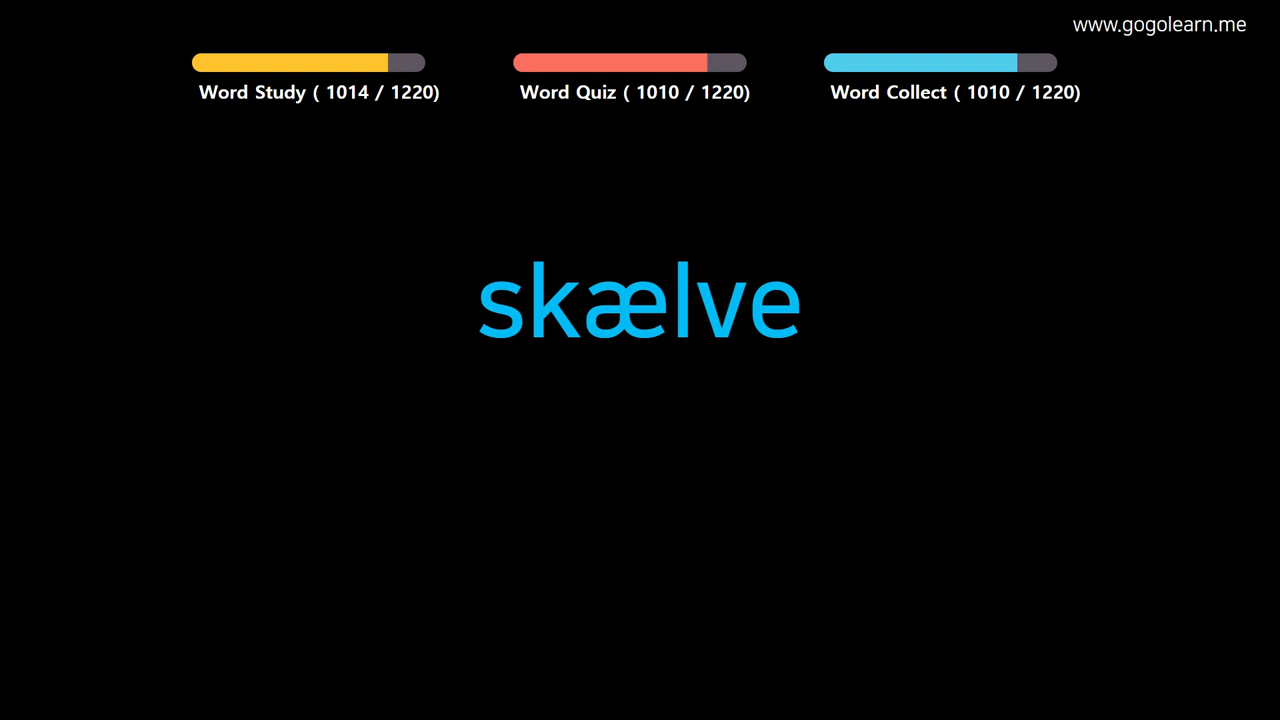 www.gogolearn.me
Word Study ( 1014 / 1220)
Word Quiz ( 1010 / 1220)
Word Collect ( 1010 / 1220)
skælve